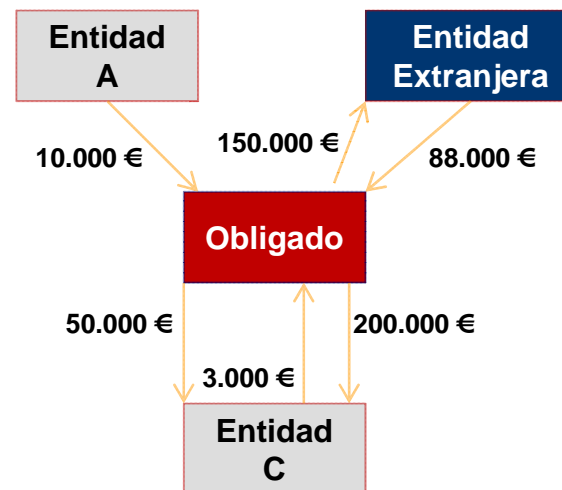 Entidad
A
Entidad
Extranjera
150.000 €
10.000 €
88.000 €
Obligado
50.000 €
200.000 €
3.000 €
Entidad
C